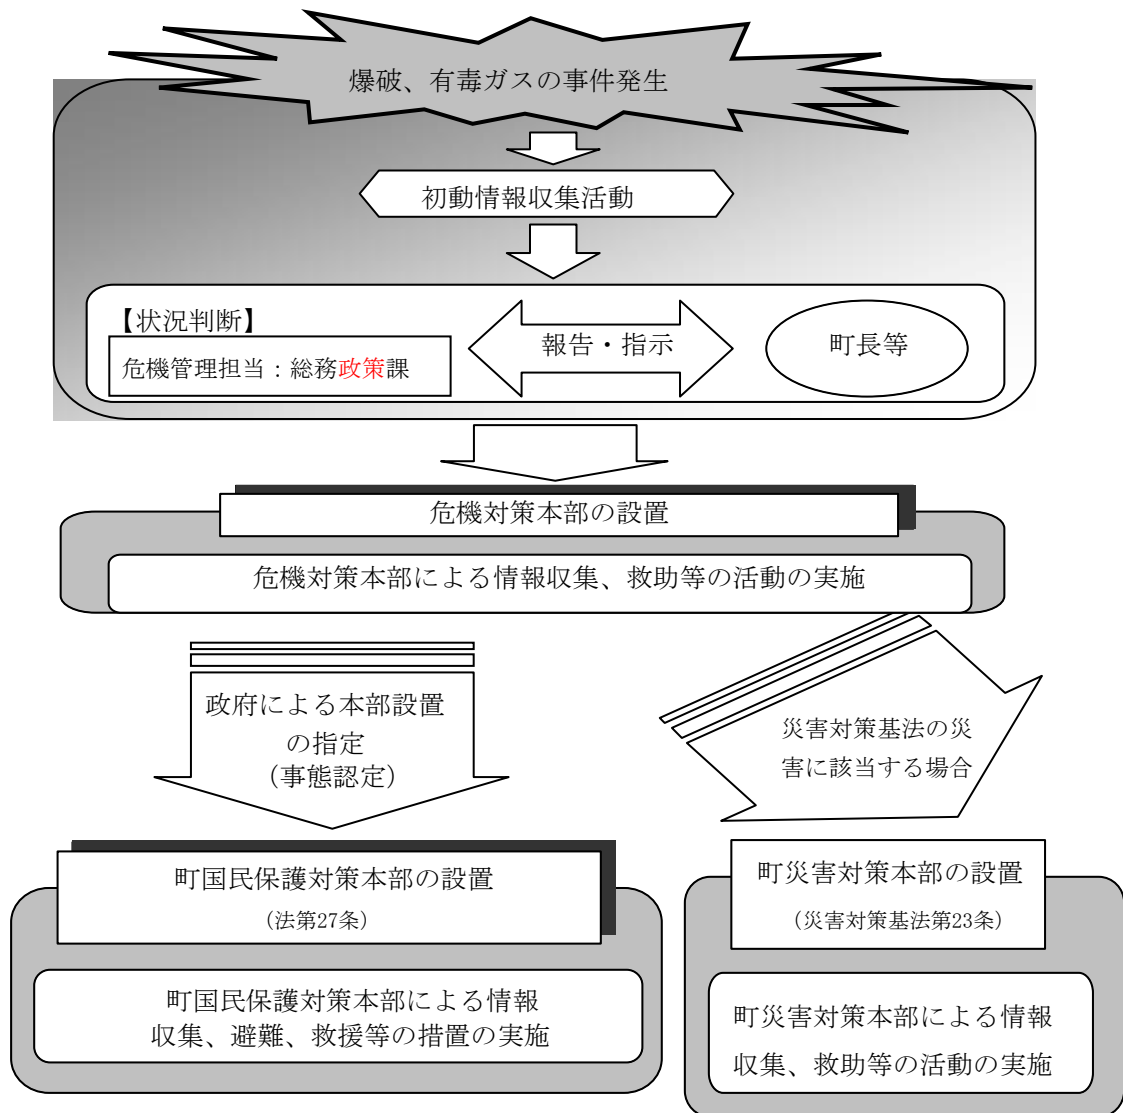 爆破、有毒ガスの事件発生
初動情報収集活動
【状況判断】
危機管理担当：総務政策課
報告・指示
町長等
危機対策本部の設置
危機対策本部による情報収集、救助等の活動の実施
政府による本部設置
の指定
（事態認定）
災害対策基法の災
害に該当する場合
町国民保護対策本部の設置
（法第27条）
町国民保護対策本部による情報
収集、避難、救援等の措置の実施
町災害対策本部の設置
（災害対策基法第23条）
町災害対策本部による情報
収集、救助等の活動の実施